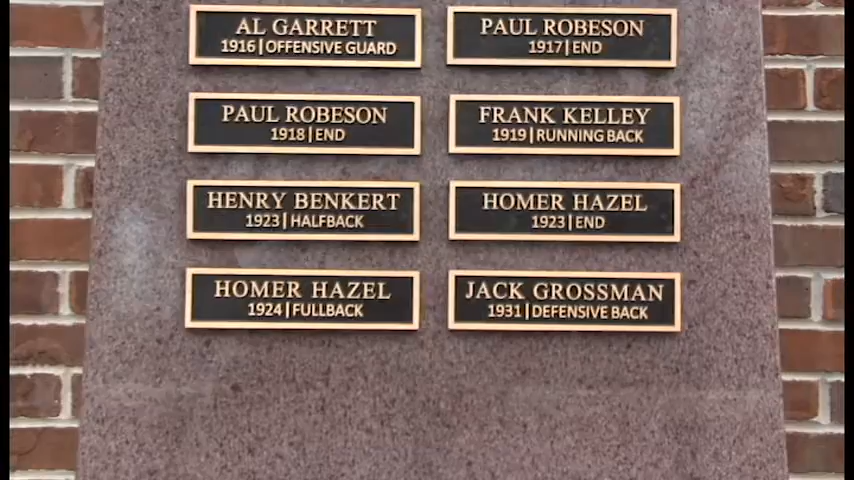 AL GARRETT
1916|OFFENSIVE GUARD
PAUL ROBESON
1917|END
PAUL ROBESON
1918|END
FRANK KELLEY
1919|RUNNING BACK
HENRY BENKERT
1923|HALFBACK
HOMER HAZEL
1923|END
HOMER HAZEL
1924|FULLBACK
JACK GROSSMAN
1931|DEFENSIVE BACK